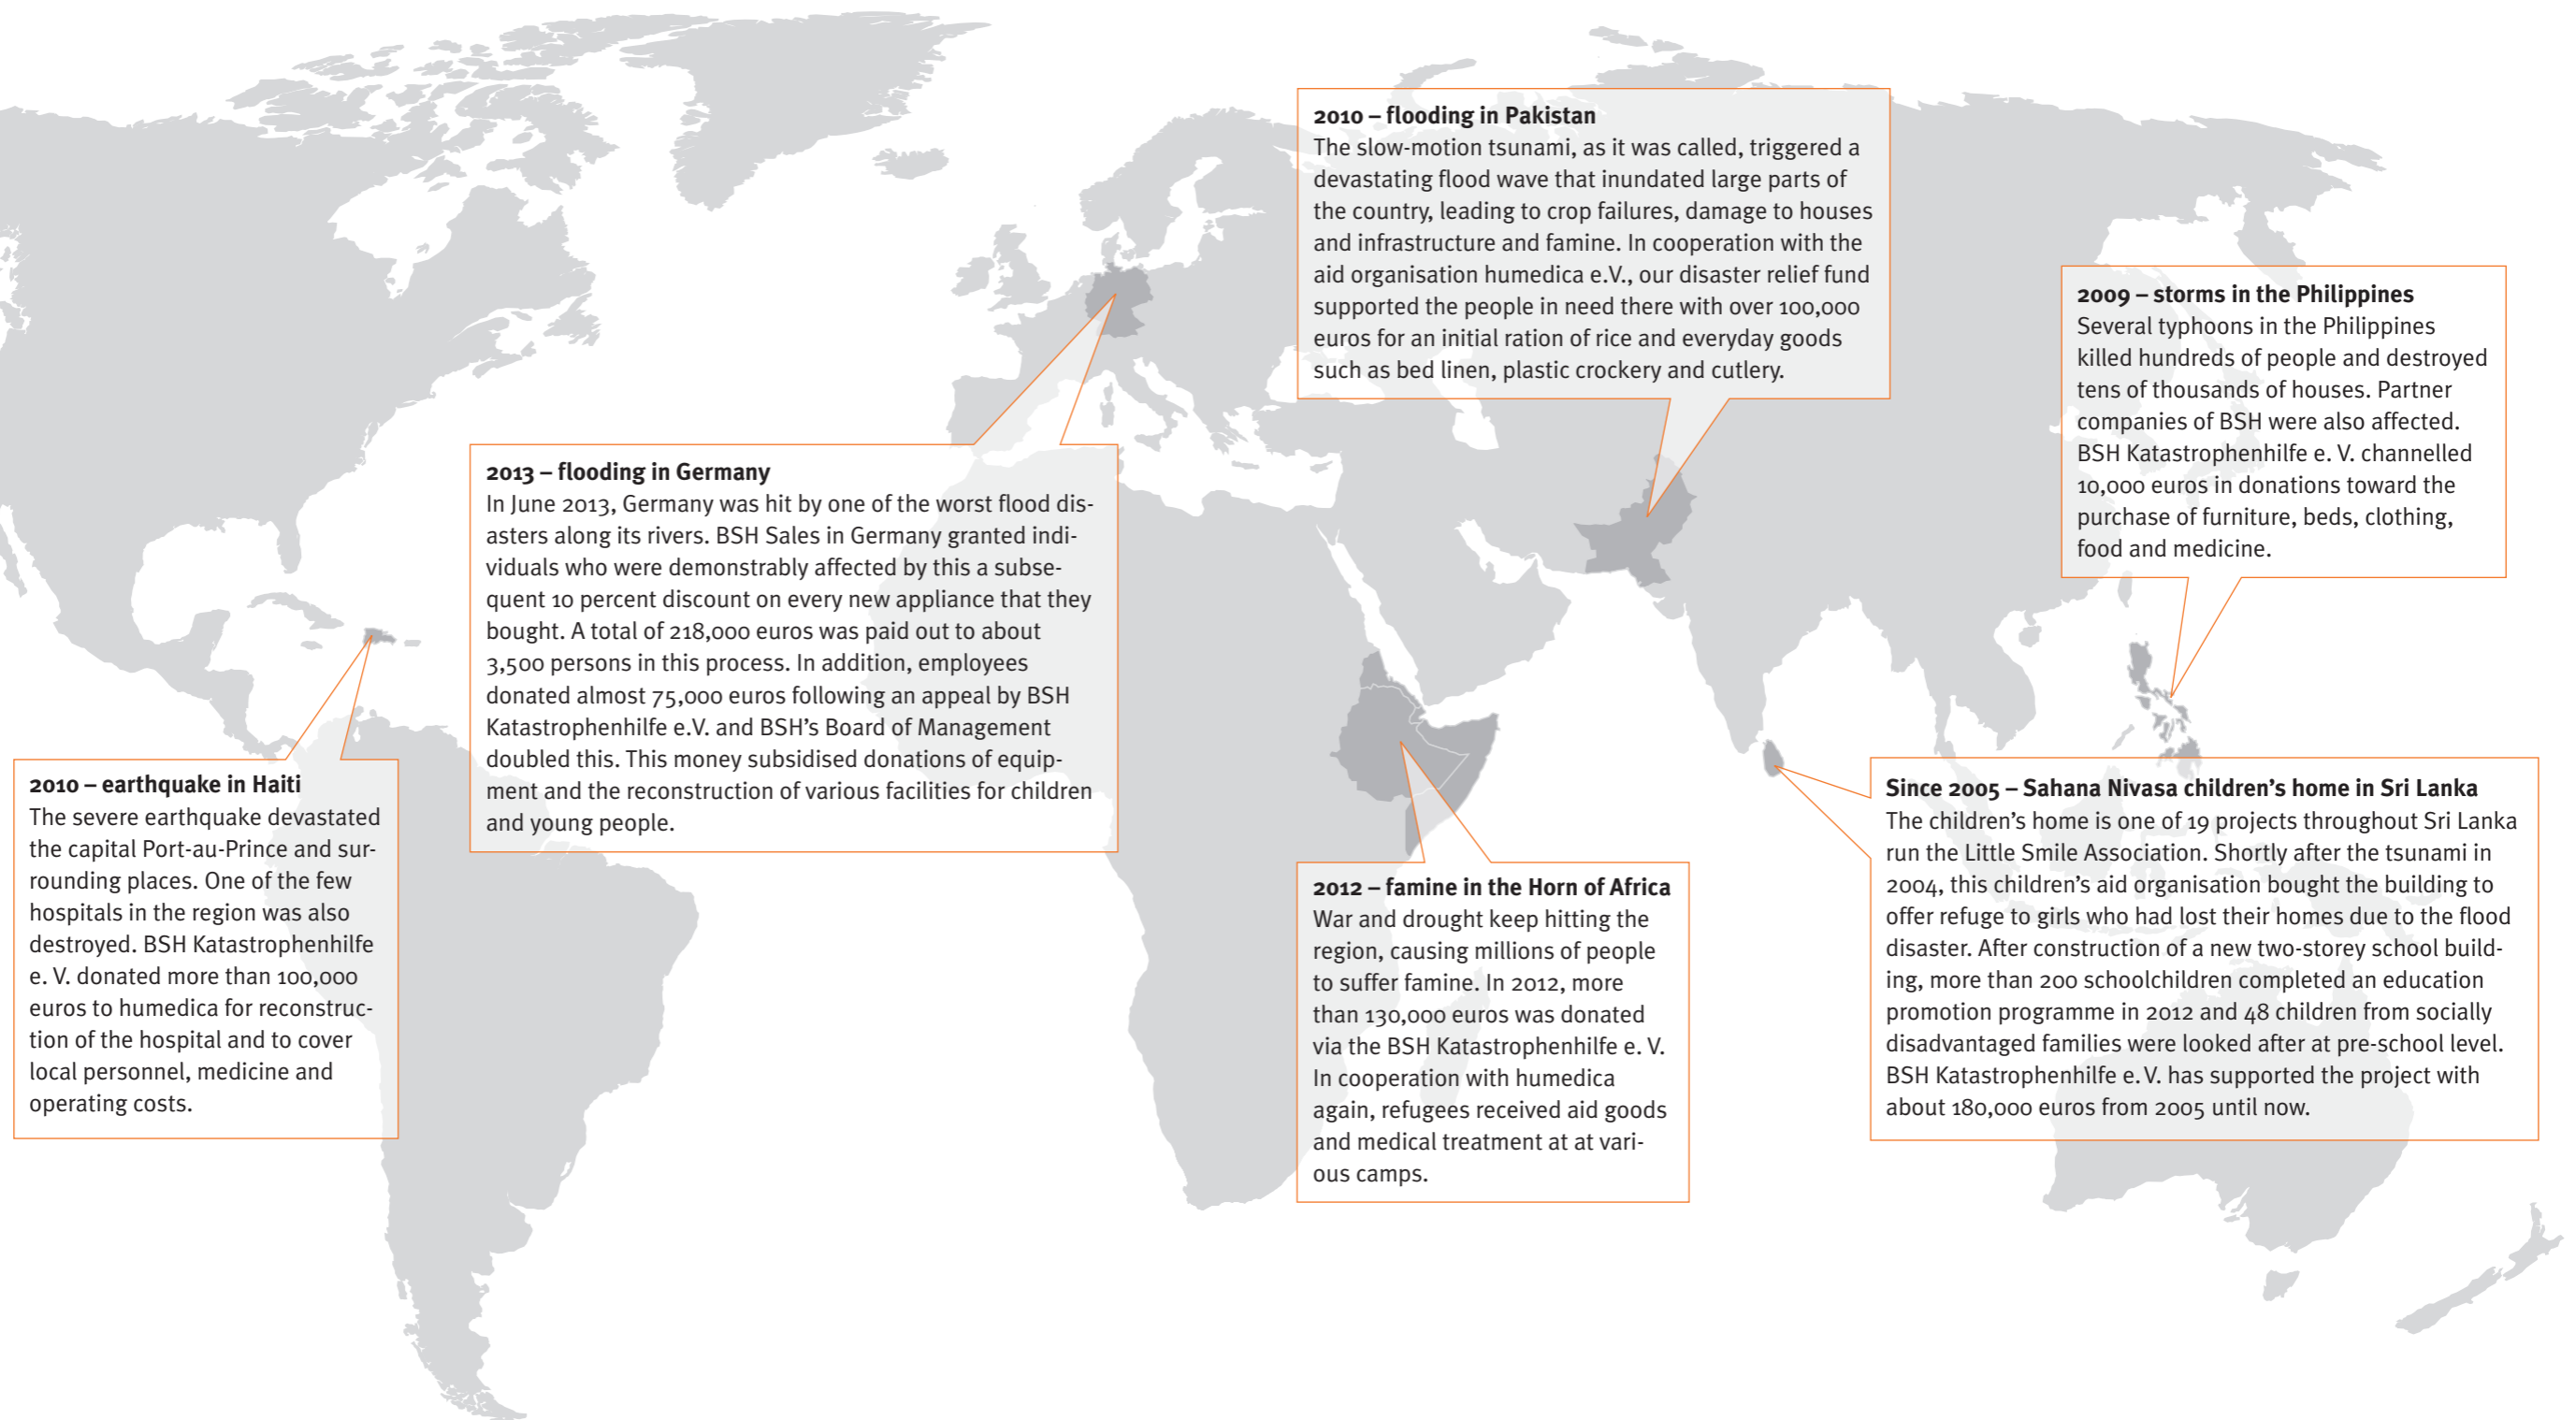 2010 – flooding in Pakistan
The slow-motion tsunami, as it was called, triggered a
devastating flood wave that inundated large parts of
the country, leading to crop failures, damage to houses
and infrastructure and famine. In cooperation with the
aid organisation humedica e.V., our disaster relief fund
supported the people in need there with over 100,000
euros for an initial ration of rice and everyday goods
such as bed linen, plastic crockery and cutlery.
2009 – storms in the Philippines
Several typhoons in the Philippines
killed hundreds of people and destroyed
tens of thousands of houses. Partner
companies of BSH were also affected.
BSH Katastrophenhilfe e. V. channelled
10,000 euros in donations toward the
purchase of furniture, beds, clothing,
food and medicine.
2013 – flooding in Germany
In June 2013, Germany was hit by one of the worst flood dis-
asters along its rivers. BSH Sales in Germany granted indi-
viduals who were demonstrably affected by this a subse-
quent 10 percent discount on every new appliance that they
bought. A total of 218,000 euros was paid out to about
3,500 persons in this process. In addition, employees
donated almost 75,000 euros following an appeal by BSH
Katastrophenhilfe e.V. and BSH's Board of Management
doubled this. This money subsidised donations of equip-
ment and the reconstruction of various facilities for children
and young people.
2010 – earthquake in Haiti
The severe earthquake devastated
the capital Port-au-Prince and sur-
rounding places. One of the few
hospitals in the region was also
destroyed. BSH Katastrophenhilfe
e. V. donated more than 100,000
euros to humedica for reconstruc-
tion of the hospital and to cover
local personnel, medicine and
operating costs.
2012 – famine in the Horn of Africa
War and drought keep hitting the
region, causing millions of people
to suffer famine. In 2012, more
than 130,000 euros was donated
via the BSH Katastrophenhilfe e. V.
In cooperation with humedica
again, refugees received aid goods
and medical treatment at at vari-
ous camps.
Since 2005 – Sahana Nivasa children's home in Sri Lanka
The children's home is one of 19 projects throughout Sri Lanka
run the Little Smile Association. Shortly after the tsunami in
2004, this children's aid organisation bought the building to
offer refuge to girls who had lost their homes due to the flood
disaster. After construction of a new two-storey school build-
ing, more than 200 schoolchildren completed an education
promotion programme in 2012 and 48 children from socially
disadvantaged families were looked after at pre-school level.
BSH Katastrophenhilfe e. V. has supported the project with
about 180,000 euros from 2005 until now.